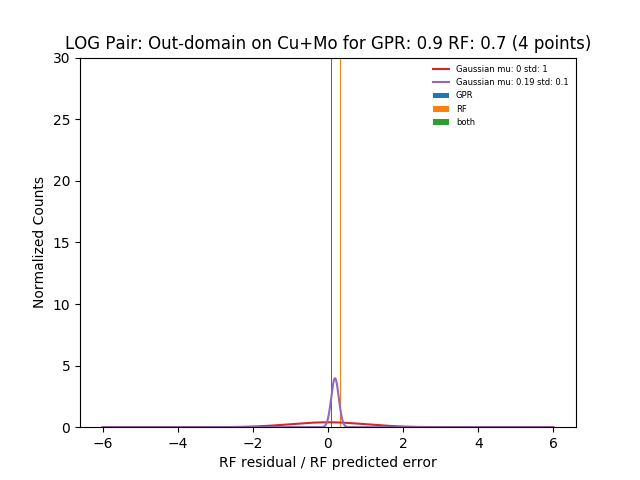 LOG Pair: Out-domain on Cu+Mo for GPR: 0.9 RF: 0.7 (4 points)
30
25
20
15
10
5
0
Normalized Counts
Gaussian mu: 0 std: 1
Gaussian mu: 0.19 std: 0.1
GPR
RF
both
−6 −4 −2 0 2 4 6
RF residual / RF predicted error